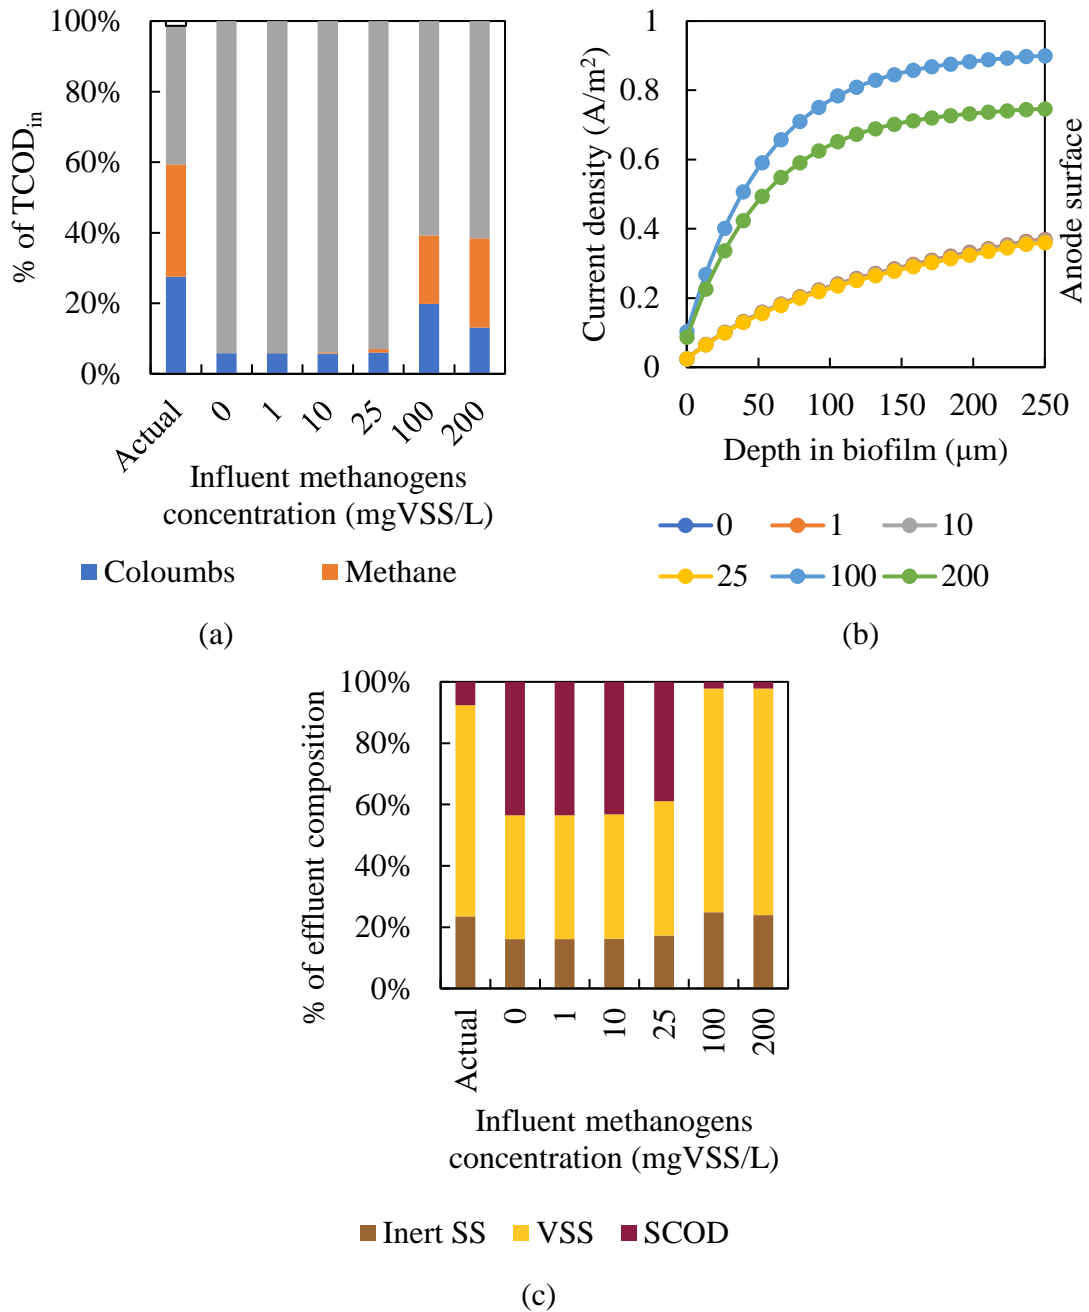 % of TCOD_in
100%
80%
60%
40%
20%
0%
Actual
0
1
10
25
100
200
Influent methanogens
concentration (mgVSS/L)
Coloumbs
Methane
(a)
Current density (A/m²)
1
0.8
0.6
0.4
0.2
0
0
50
100
150
200
250
Depth in biofilm (μm)
Anode surface
0
1
10
25
100
200
(b)
% of effluent composition
100%
80%
60%
40%
20%
0%
Actual
0
1
10
25
100
200
Influent methanogens
concentration (mgVSS/L)
Inert SS
VSS
SCOD
(c)